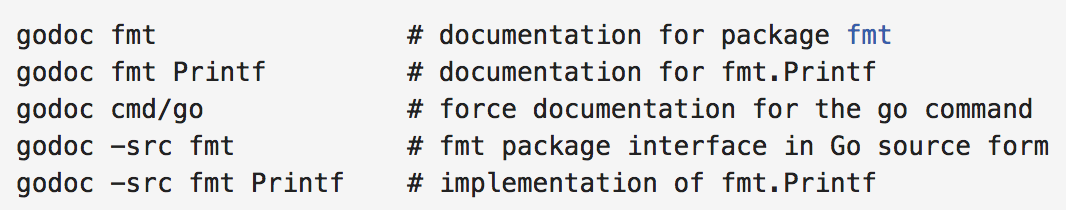 godoc fmt                # documentation for package fmt
godoc fmt Printf         # documentation for fmt.Printf
godoc cmd/go             # force documentation for the go command
godoc -src fmt           # fmt package interface in Go source form
godoc -src fmt Printf    # implementation of fmt.Printf